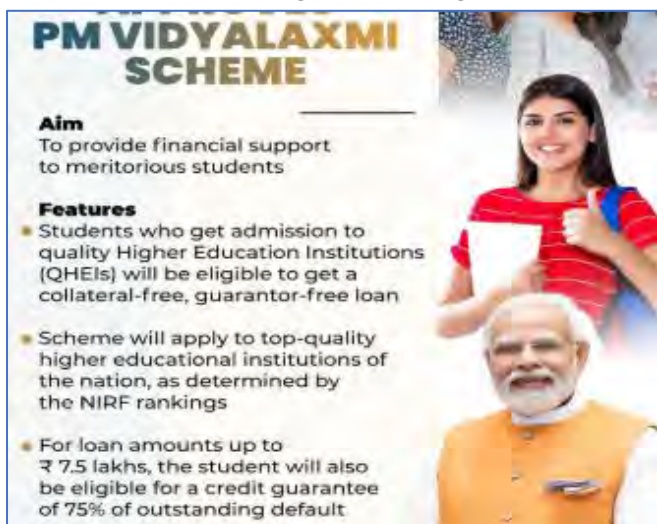 PM VIDYALAXMI
SCHEME
Aim
To provide financial support
to meritorious students
Features
Students who get admission to
quality Higher Education Institutions
(QHEIs) will be eligible to get a
collateral-free, guarantor-free loan
Scheme will apply to top-quality
higher educational institutions of
the nation, as determined by
the NIRF rankings
For loan amounts up to
₹ 7.5 lakhs, the student will also
be eligible for a credit guarantee
of 75% of outstanding default